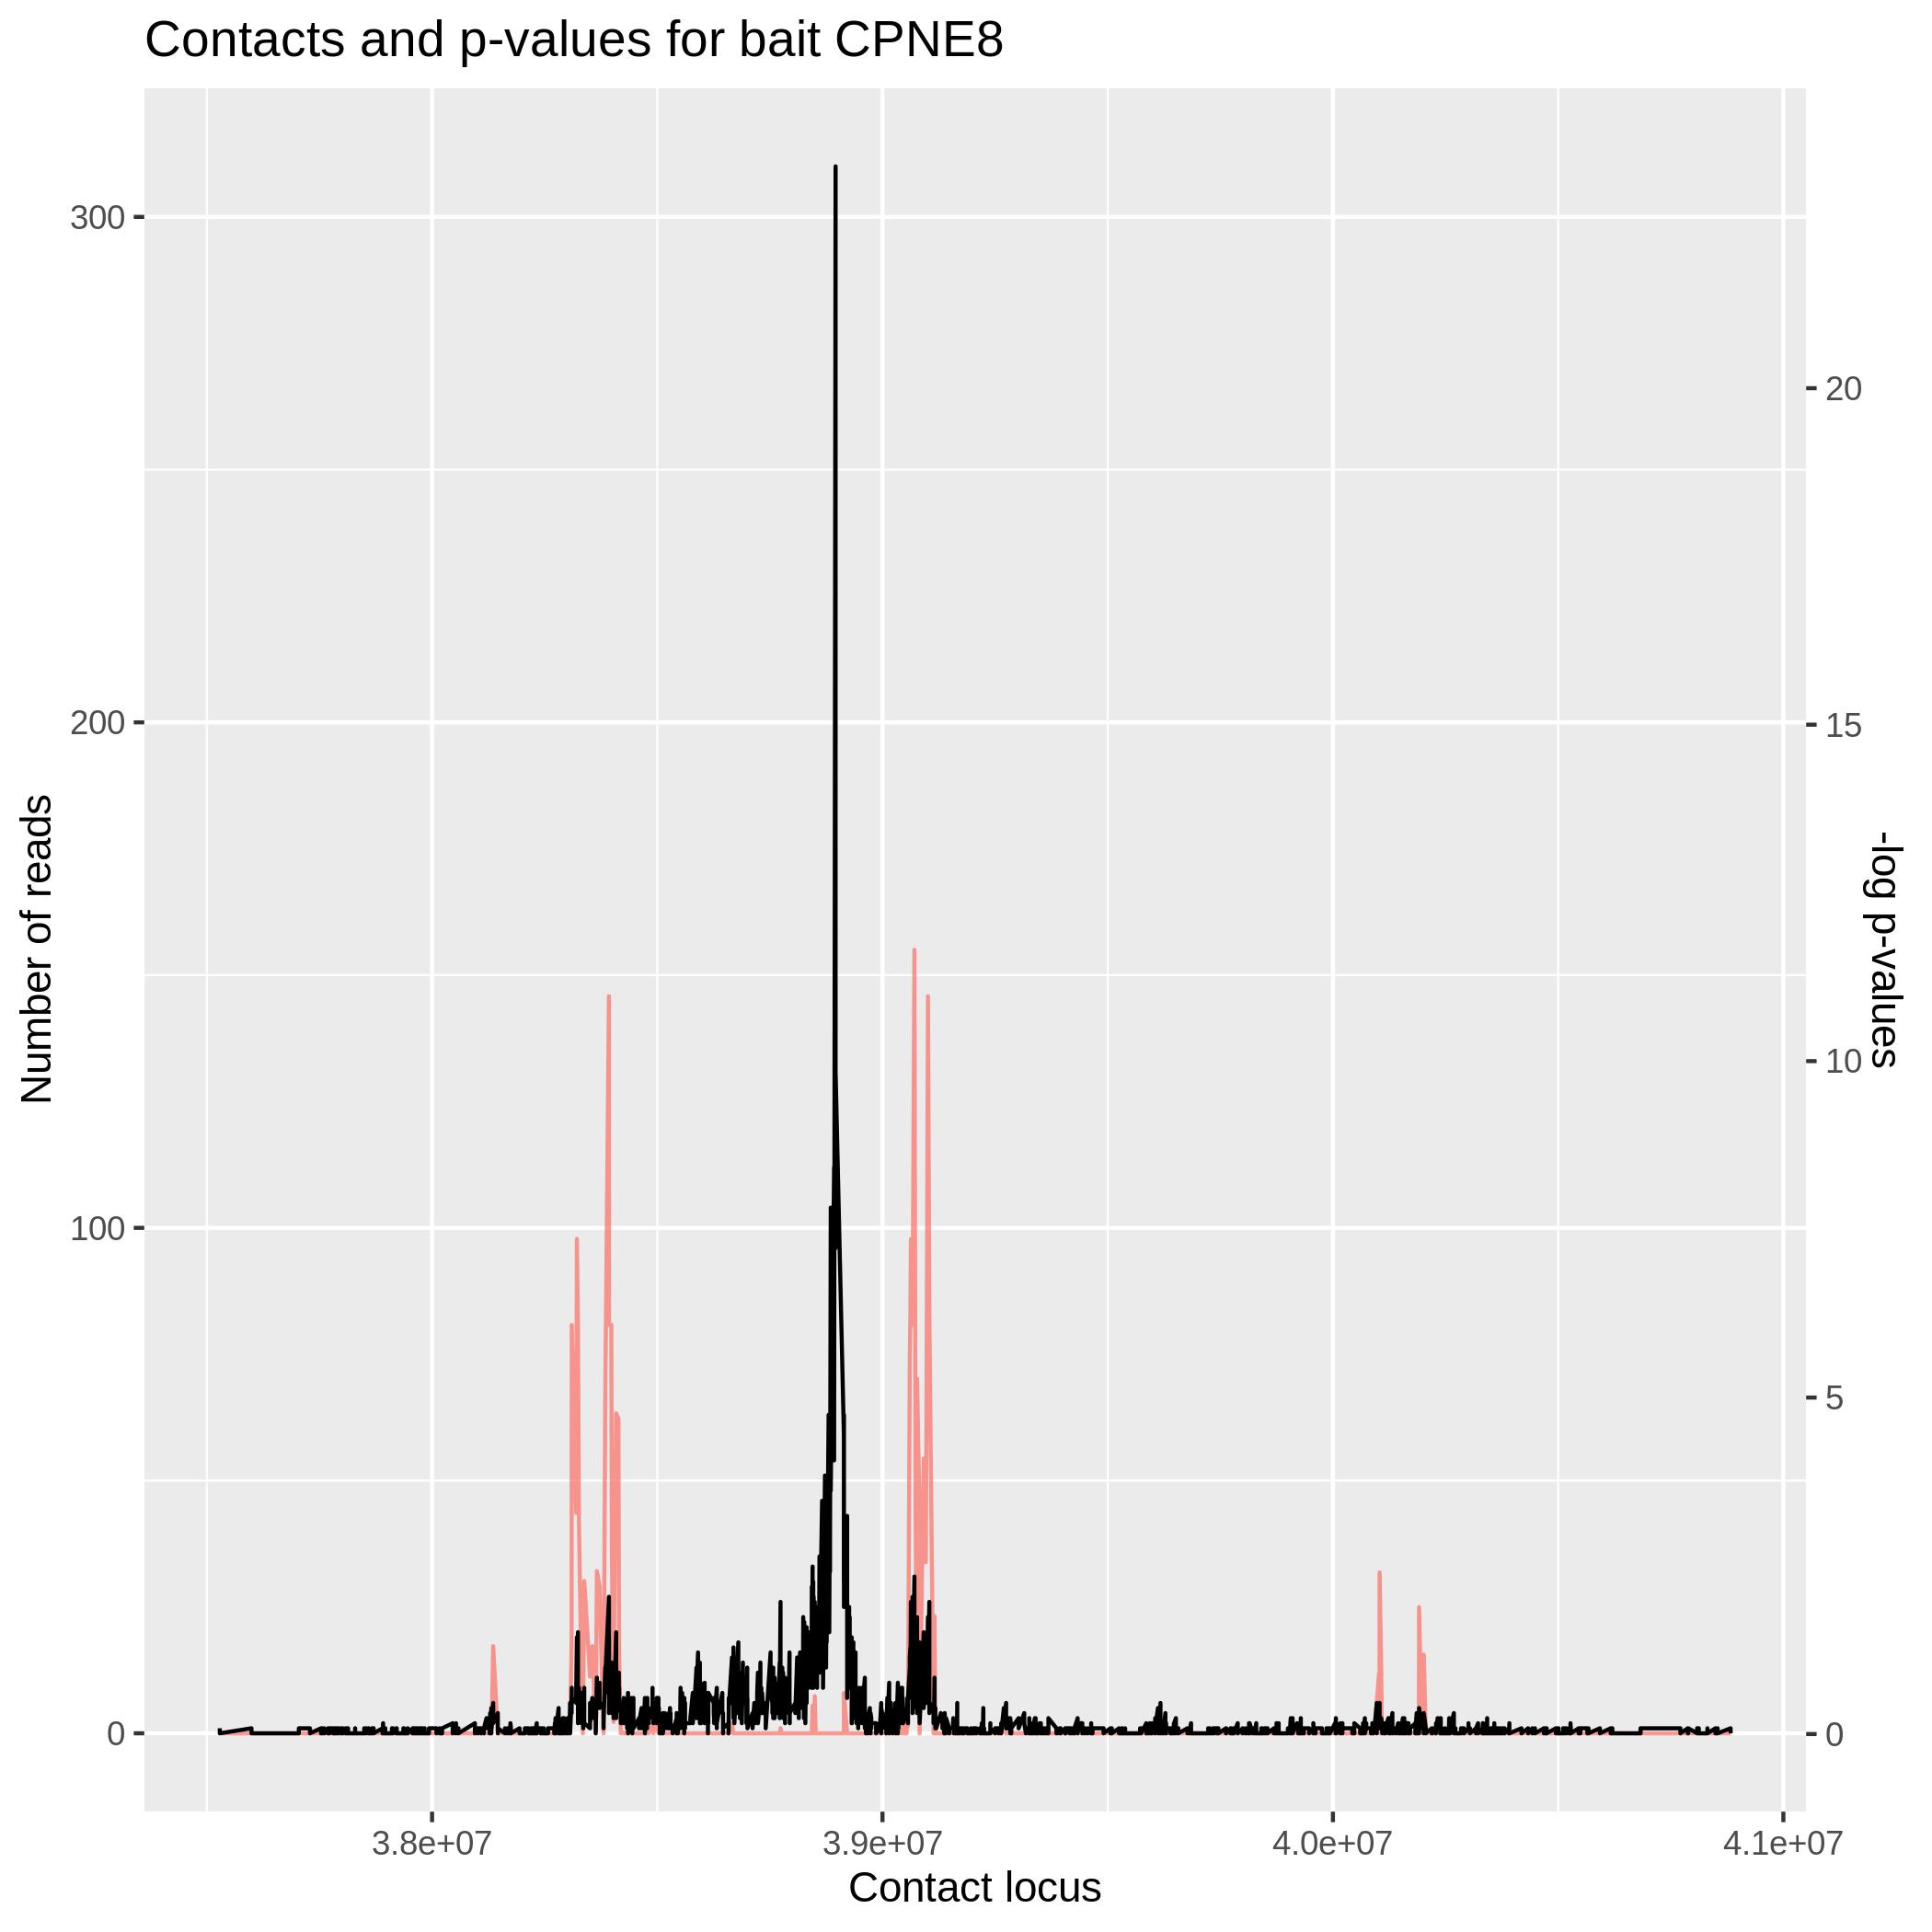 Contacts and p-values for bait CPNE8
300
200
100
0
Number of reads
20
15
10
5
0
-log p-values
3.8e+07
3.9e+07
4.0e+07
4.1e+07
Contact locus